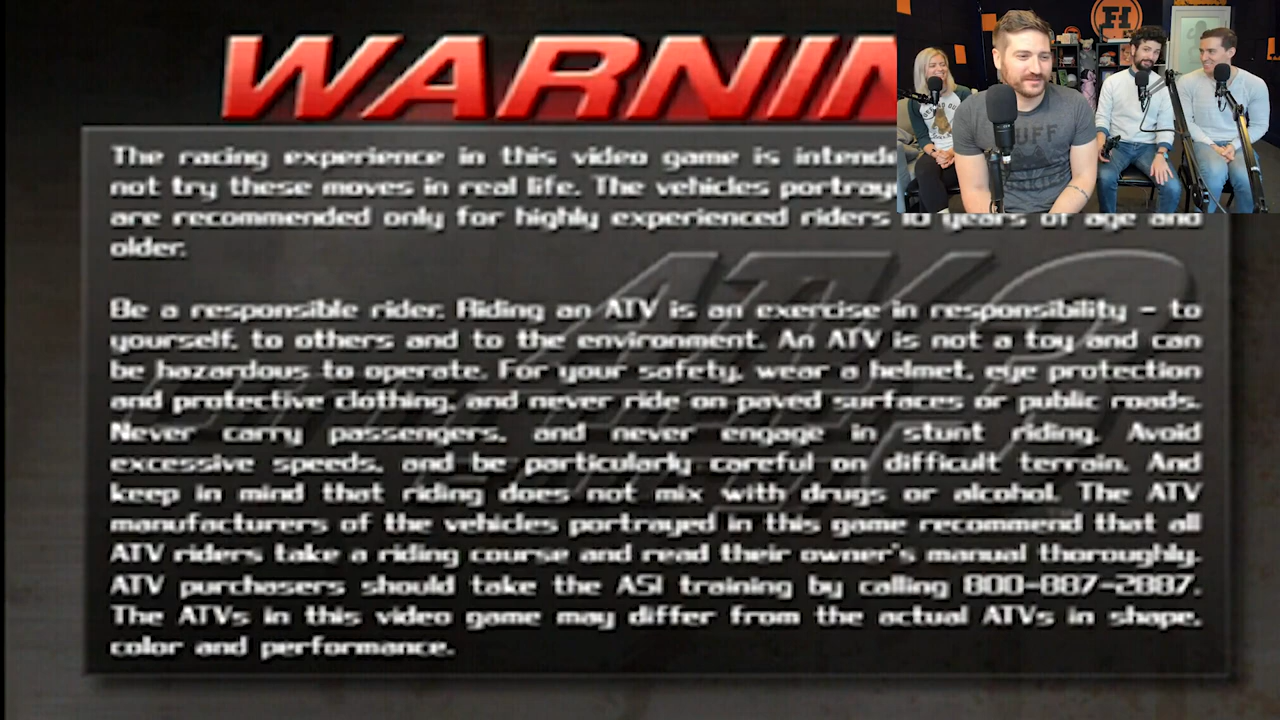 WARNIN
The racing experience in this video game is intende
not try these moves in real life. The vehicles portray
are recommended only for highly experienced riders years of age and
older.
Be a responsible rider. Riding an ATV is an exercise in responsibility - to
yourself, to others and to the environment. An ATV is not a toy and can
be hazardous to operate. For your safety, wear a helmet, eye protection
and protective clothing, and never ride on paved surfaces or public roads.
Never carry passengers, and never engage in stunt riding. Avoid
excessive speeds, and be particularly careful on difficult terrain. And
keep in mind that riding does not mix with drugs or alcohol. The ATV
manufacturers of the vehicles portrayed in this game recommend that all
ATV riders take a riding course and read their owner's manual thoroughly.
ATV purchasers should take the ASI training by calling 800-887-2887.
The ATVs in this video game may differ from the actual ATVs in shape,
color and performance.